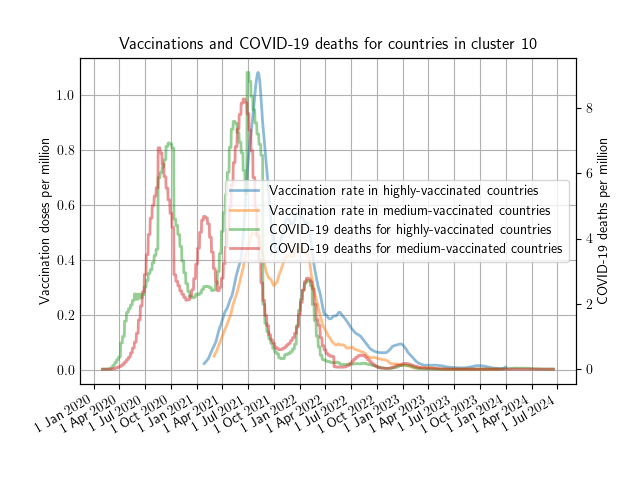 Vaccinations and COVID-19 deaths for countries in cluster 10
1.0
0.8
0.6
0.4
0.2
0.0
Vaccination doses per million
8
6
4
2
0
COVID-19 deaths per million
Vaccination rate in highly-vaccinated countries
Vaccination rate in medium-vaccinated countries
COVID-19 deaths for highly-vaccinated countries
COVID-19 deaths for medium-vaccinated countries
1 Jan 2020
1 Apr 2020
1 Jul 2020
1 Oct 2020
1 Jan 2021
1 Apr 2021
1 Jul 2021
1 Oct 2021
1 Jan 2022
1 Apr 2022
1 Jul 2022
1 Oct 2022
1 Jan 2023
1 Apr 2023
1 Jul 2023
1 Oct 2023
1 Jan 2024
1 Apr 2024
1 Jul 2024